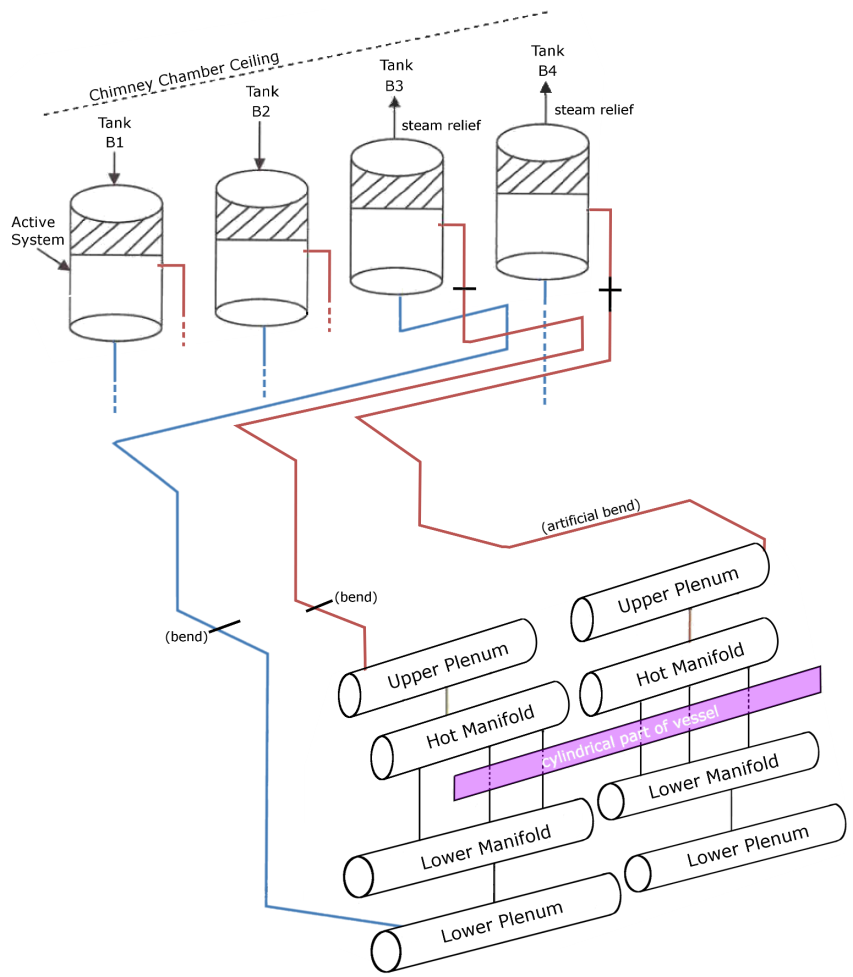 Chimney Chamber Ceiling
Tank
B1
Tank
B2
Tank
B3
steam relief
Tank
B4
steam relief
Active
System
(artificial bend)
(bend)
(bend)
Upper Plenum
Upper Plenum
Hot Manifold
Hot Manifold
cylindrical part of vessel
Lower Manifold
Lower Manifold
Lower Plenum
Lower Plenum